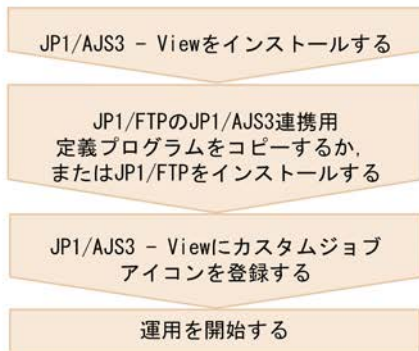 JP1/AJS3 - Viewをインストールする
JP1/FTPのJP1/AJS3連携用
定義プログラムをコピーするか,
またはJP1/FTPをインストールする
JP1/AJS3 - Viewにカスタムジョブ
アイコンを登録する
運用を開始する